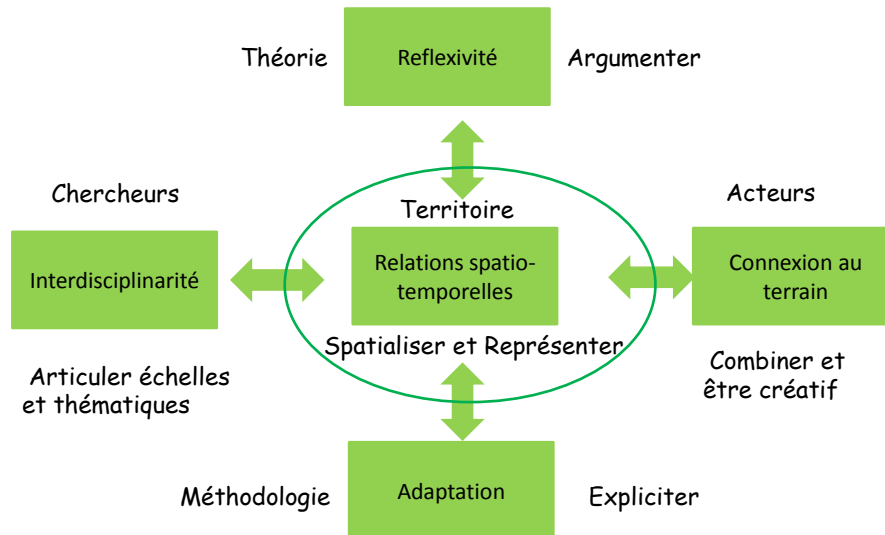 Théorie
Reflexivité
Argumenter
Chercheurs
Territoire
Acteurs
Interdisciplinarité
Relations spatio-
temporelles
Connexion au
terrain
Spatialiser et Représenter
Articuler échelles
et thématiques
Combiner et
être créatif
Méthodologie
Adaptation
Expliciter